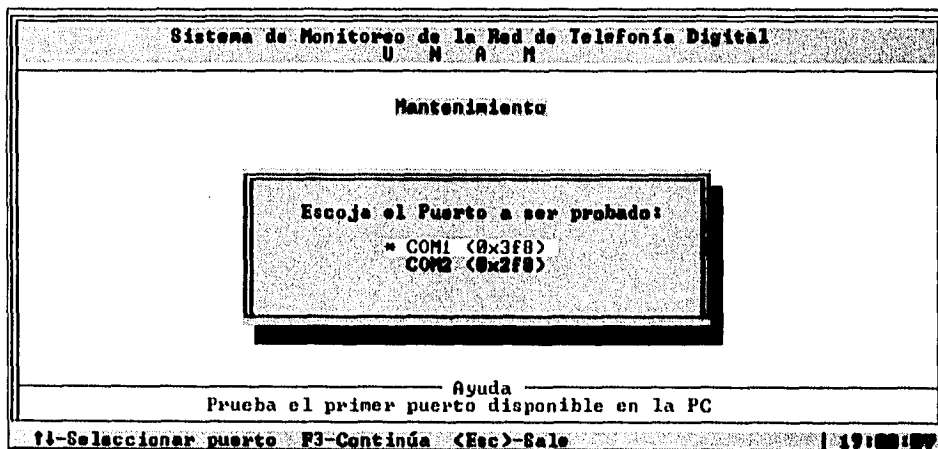 Sistema de Monitoreo de la Red de Telefonía Digital
U N A M
Mantenimiento
Escoja el Puerto a ser probado:
* COM1 (0x3f8)
COM2 (0x2f8)
Ayuda
Prueba el primer puerto disponible en la PC
↑↓-Seleccionar puerto F3-Continúa <Esc>-Sale